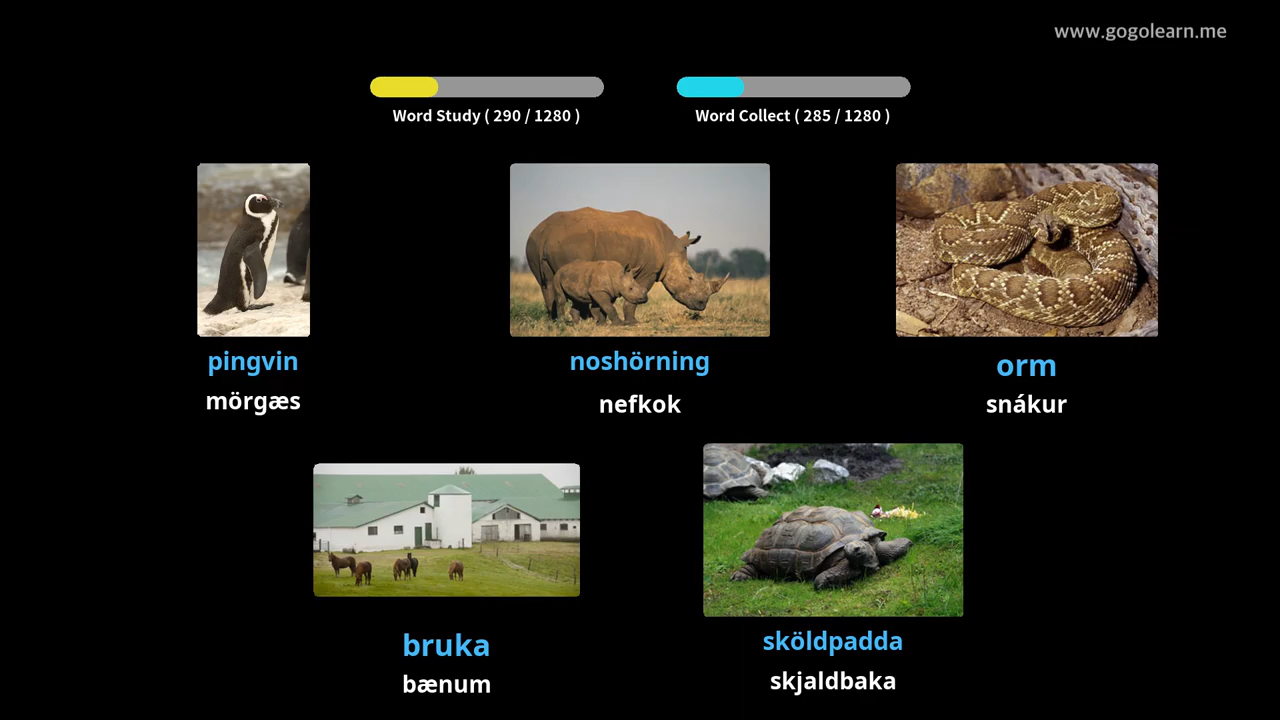 www.gogolearn.me
Word Study ( 290 / 1280 )
Word Collect ( 285 / 1280 )
pingvin
mörgæs
noshörning
nefkok
orm
snákur
bruka
bænum
sköldpadda
skjaldbaka